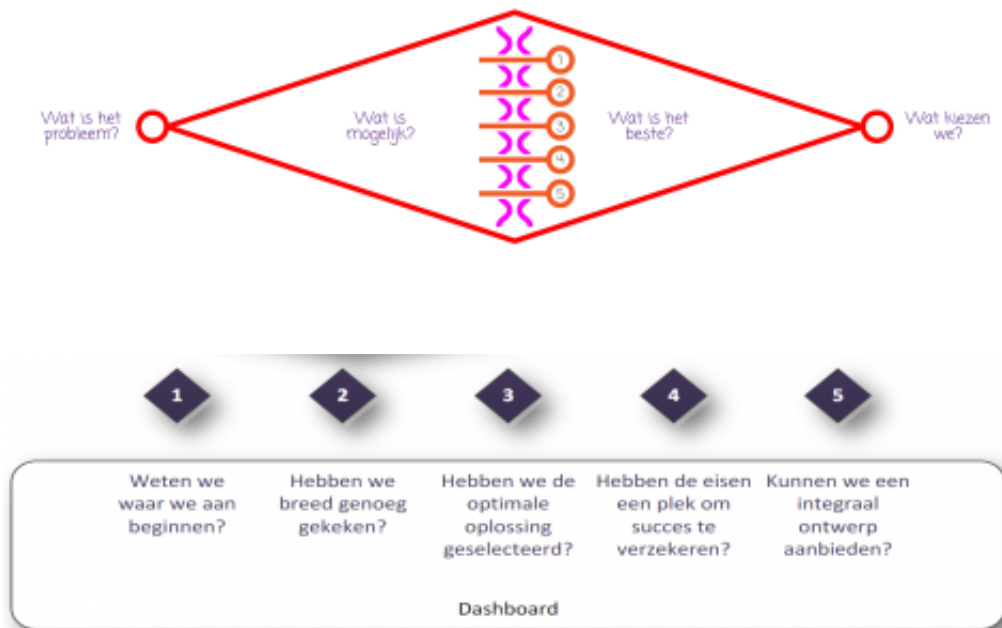 1
Wat is het
probleem?
Wat is
mogelijk?
2
3
Wat is het
beste?
Wat kiezen
we?
4
5
1
2
3
4
5
Weten we
waar we aan
beginnen?
Hebben we
breed genoeg
gekeken?
Hebben we de
optimale
oplossing
geselecteerd?
Hebben de eisen
een plek om
succes te
verzekeren?
Kunnen we een
integraal
ontwerp
aanbieden?
Dashboard